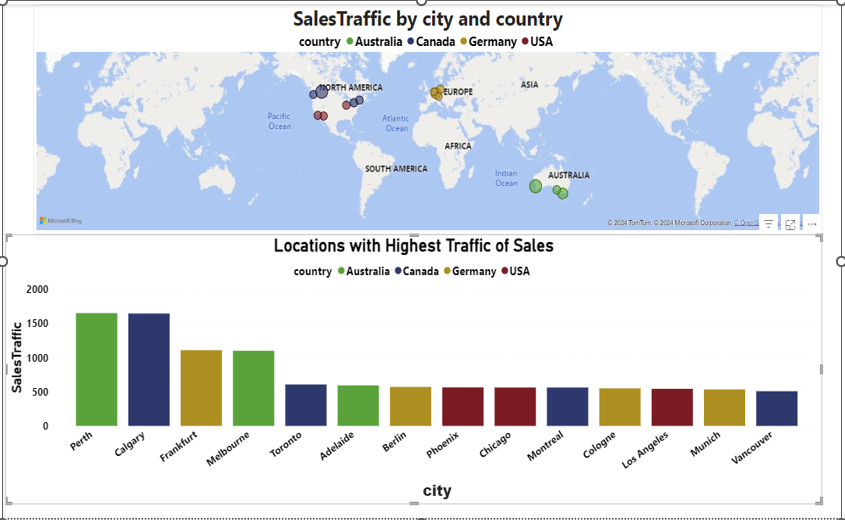 SalesTraffic by city and country
country Australia Canada Germany USA
NORTH AMERICA
EUROPE
ASIA
Pacific
Ocean
Atlantic
Ocean
AFRICA
SOUTH AMERICA
Indian
Ocean
AUSTRALIA
Microsoft Bing
© 2024 TomTom, © 2024 Microsoft Corporation,
Locations with Highest Traffic of Sales
country Australia Canada Germany USA
SalesTraffic
2000
1500
1000
500
0
Perth
Calgary
Frankfurt
Melbourne
Toronto
Adelaide
Berlin
Phoenix
Chicago
Montreal
Cologne
Los Angeles
Munich
Vancouver
city